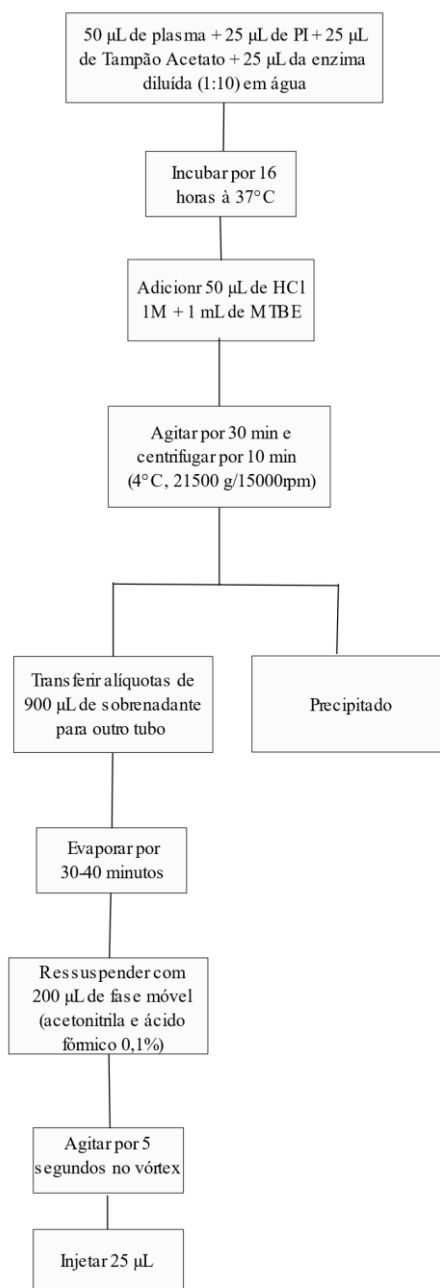 50 μL de plasma + 25 μL de PI + 25 μL
de Tampão Acetato + 25 μL da enzima
diluída (1:10) em água
Incubar por 16
horas à 37°C
Adicionr 50 μL de HCl
1M + 1 mL de MTBE
Agitar por 30 min e
centrifugar por 10 min
(4°C, 21500 g/15000rpm)
Transferir alíquotas de
900 μL de sobrenadante
para outro tubo
Precipitado
Evaporar por
30-40 minutos
Ressuspender com
200 μL de fase móvel
(acetonitrila e ácido
fórmico 0,1%)
Agitar por 5
segundos no vórtex
Injetar 25 μL